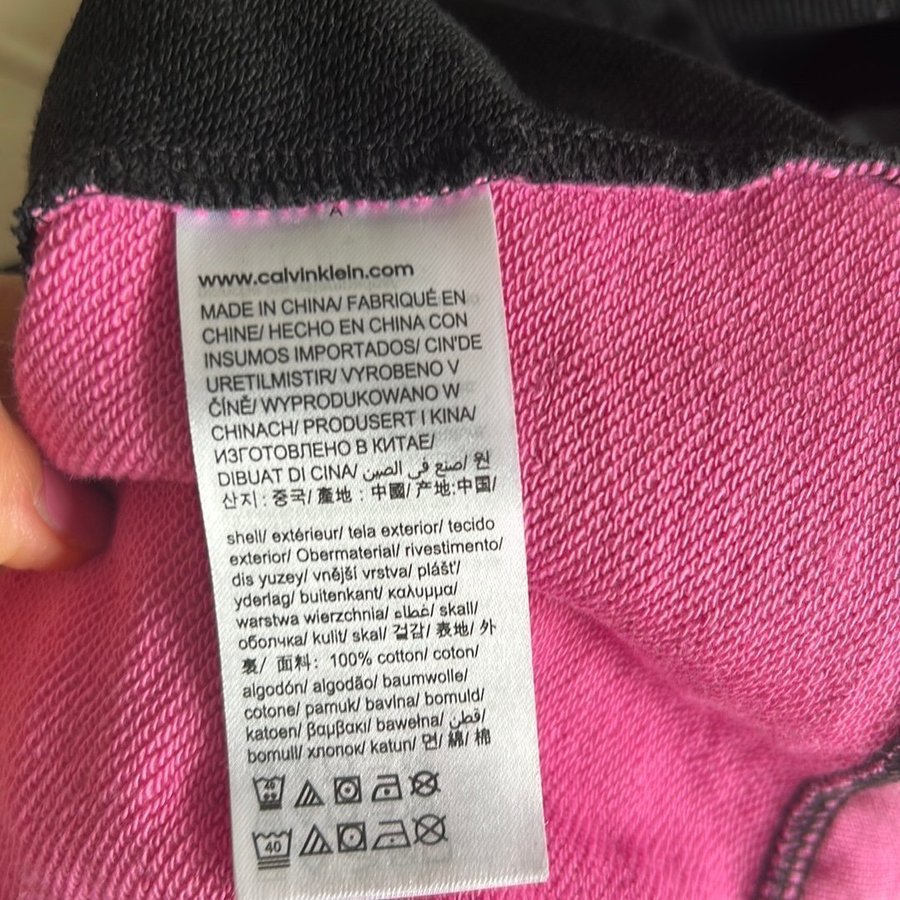 www.calvinklein.com
MADE IN CHINA/ FABRIQUÉ EN
CHINE/ HECHO EN CHINA CON
INSUMOS IMPORTADOS/ CIN'DE
URETILMISTIR/ VYROBENO V
ČÍNĚ/ WYPRODUKOWANO W
CHINACH/ PRODUSERT I KINA/
ИЗГОТОВЛЕНО В КИТАЕ/
DIBUAT DI CINA/ صنع في الصين/ 원
산지 : 중국/ 產地 : 中國/ 产地:中国/
shell/ extérieur/ tela exterior/ tecido
exterior/ Obermaterial/ rivestimento/
dis yuzey/ vnější vrstva/ plášť/
yderlag/ buitenkant/ καλυμμα/
warstwa wierzchnia/ غطاء/ skall/
оболчка/ kulit/ skal/ 겉감/ 表地/ 外
裏/ 面料: 100% cotton/ coton/
algodón/ algodão/ baumwolle/
cotone/ pamuk/ bavlna/ bomuld/
katoen/ βαμβακι/ bawełna/ قطن/
bomull/ хлопок/ katun/ 면/ 綿/ 棉
40
40